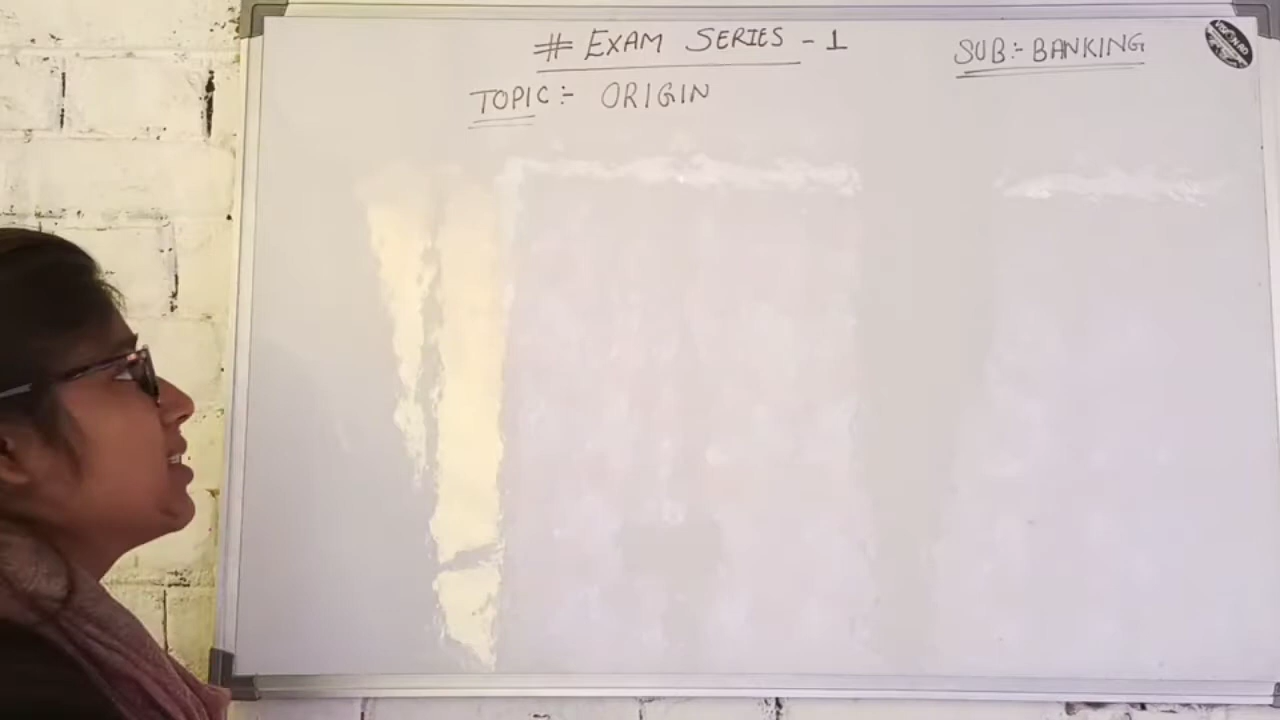 # EXAM SERIES - 1
SUB:- BANKING
TOPIC:- ORIGIN